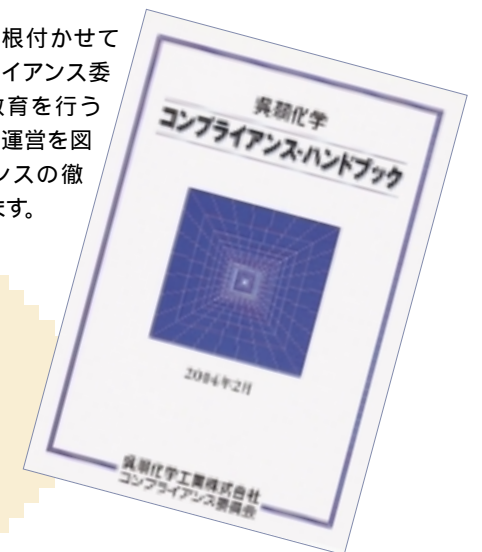 根付かせて
イアンス委
教育を行う
運営を図
ンスの徹
ます。
呉羽化学
コンプライアンス・ハンドブック
2004年2月
呉羽化学工業株式会社
コンプライアンス委員会